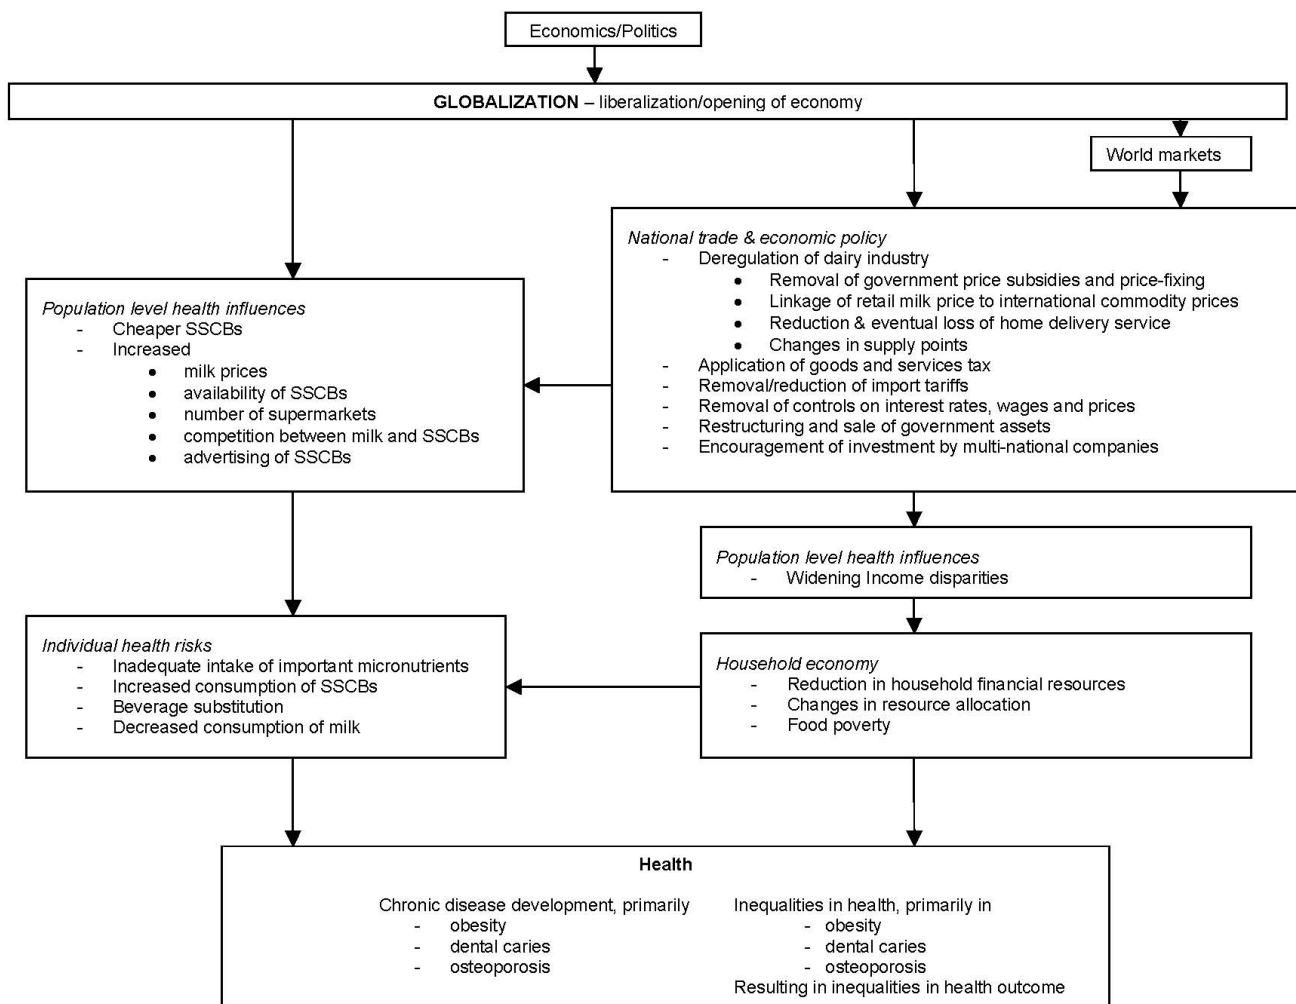 Economics/Politics
GLOBALIZATION – liberalization/opening of economy
World markets
National trade & economic policy
- Deregulation of dairy industry
● Removal of government price subsidies and price-fixing
● Linkage of retail milk price to international commodity prices
● Reduction & eventual loss of home delivery service
● Changes in supply points
- Application of goods and services tax
- Removal/reduction of import tariffs
- Removal of controls on interest rates, wages and prices
- Restructuring and sale of government assets
- Encouragement of investment by multi-national companies
Population level health influences
- Cheaper SSCBs
- Increased
● milk prices
● availability of SSCBs
● number of supermarkets
● competition between milk and SSCBs
● advertising of SSCBs
Population level health influences
- Widening Income disparities
Individual health risks
- Inadequate intake of important micronutrients
- Increased consumption of SSCBs
- Beverage substitution
- Decreased consumption of milk
Household economy
- Reduction in household financial resources
- Changes in resource allocation
- Food poverty
Health
Chronic disease development, primarily
- obesity
- dental caries
- osteoporosis
Inequalities in health, primarily in
- obesity
- dental caries
- osteoporosis
Resulting in inequalities in health outcome